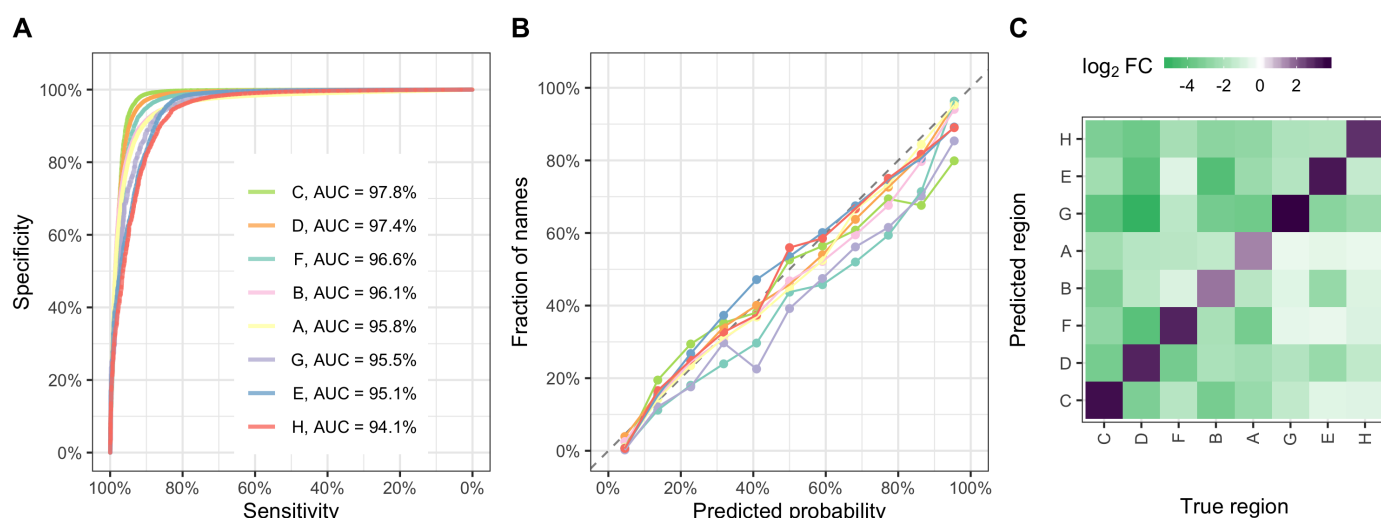 A
Specificity
100%
80%
60%
40%
20%
0%
C, AUC = 97.8%
D, AUC = 97.4%
F, AUC = 96.6%
B, AUC = 96.1%
A, AUC = 95.8%
G, AUC = 95.5%
E, AUC = 95.1%
H, AUC = 94.1%
100% 80% 60% 40% 20% 0%
Sensitivity
B
Fraction of names
100%
80%
60%
40%
20%
0%
0% 20% 40% 60% 80% 100%
Predicted probability
C
log₂ FC
-4 -2 0 2
Predicted region
H
E
G
A
B
F
D
C
C D F B A G E H
True region